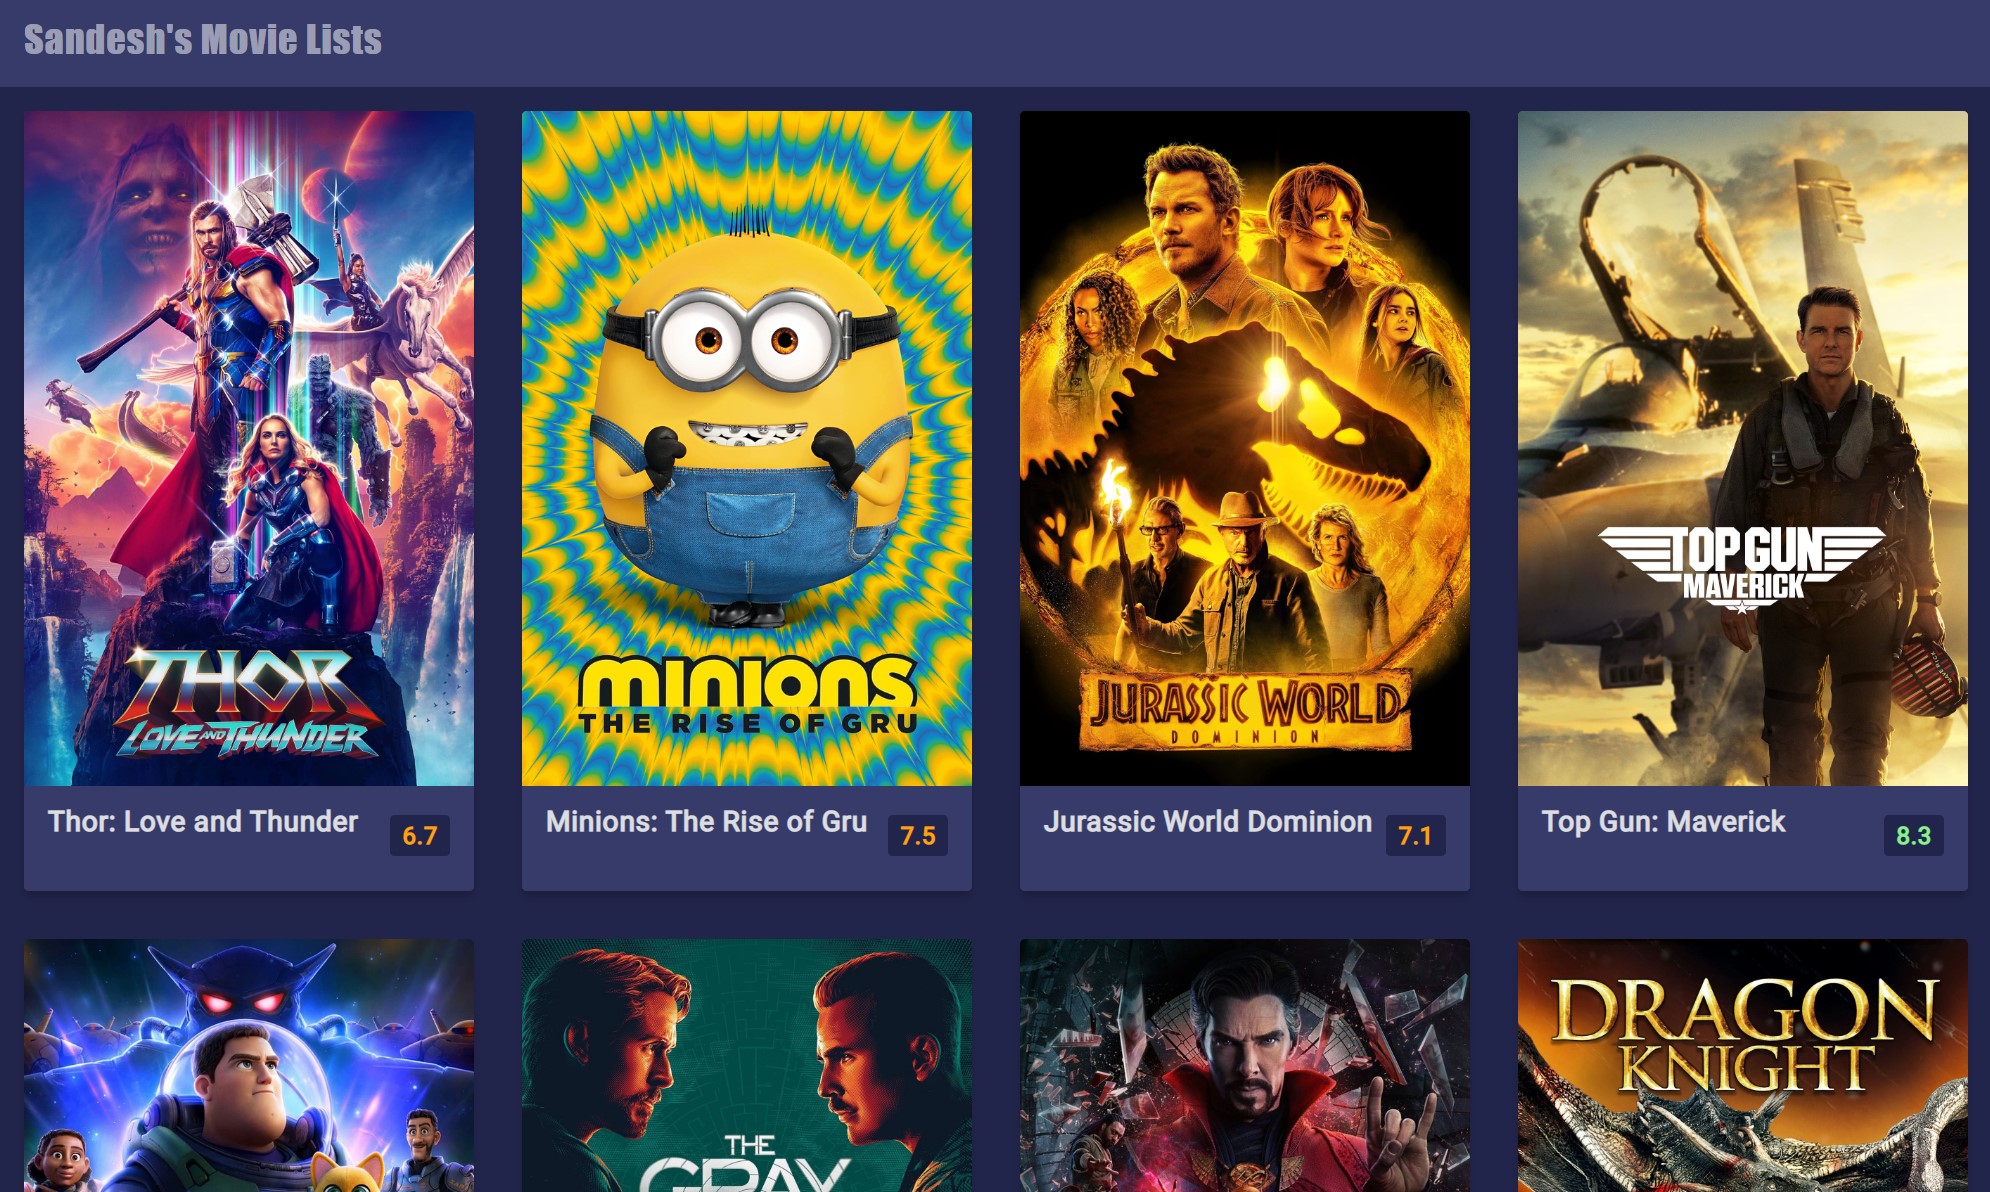 Sandesh's Movie Lists
THOR
LOVE AND THUNDER
minions
THE RISE OF GRU
JURASSIC WORLD
DOMINION
TOP GUN
MAVERICK
Thor: Love and Thunder
6.7
Minions: The Rise of Gru
7.5
Jurassic World Dominion
7.1
Top Gun: Maverick
8.3
THE
GRAY
DRAGON
KNIGHT